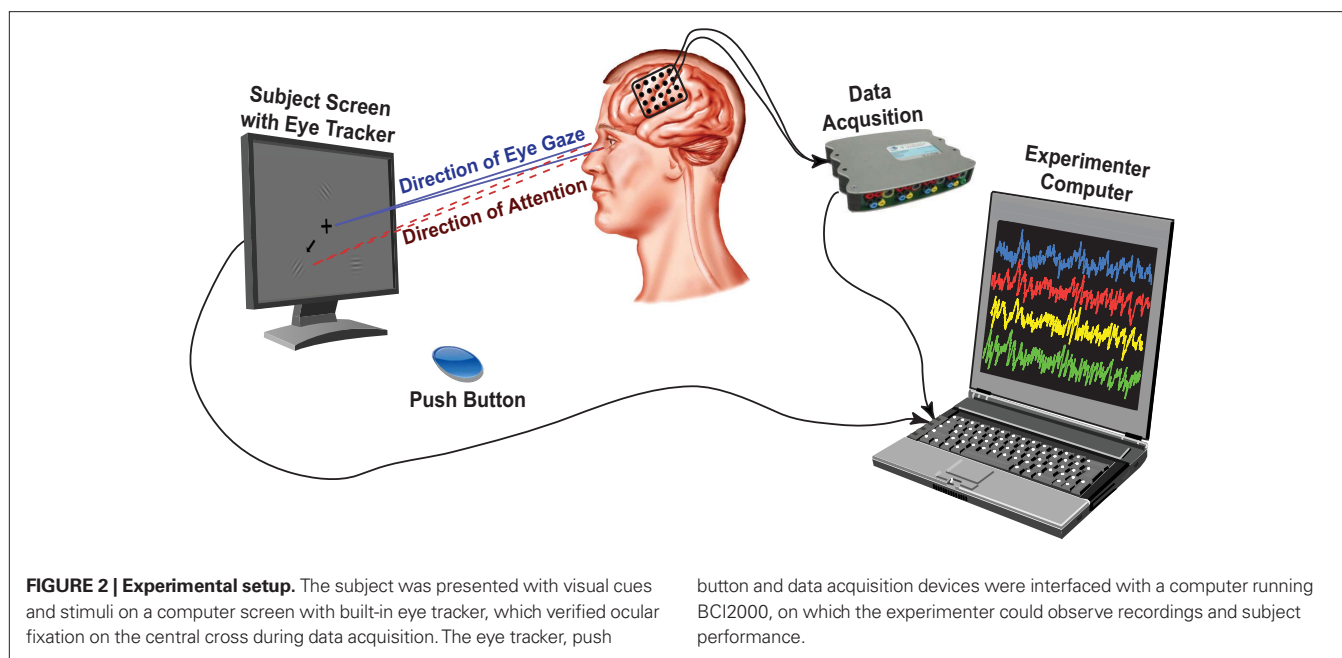 Subject Screen
with Eye Tracker
Direction of Eye Gaze
Direction of Attention
Data
Acqusition
Experimenter
Computer
Push Button
FIGURE 2 | Experimental setup. The subject was presented with visual cues
and stimuli on a computer screen with built-in eye tracker, which verified ocular
fixation on the central cross during data acquisition. The eye tracker, push
button and data acquisition devices were interfaced with a computer running
BCI2000, on which the experimenter could observe recordings and subject
performance.